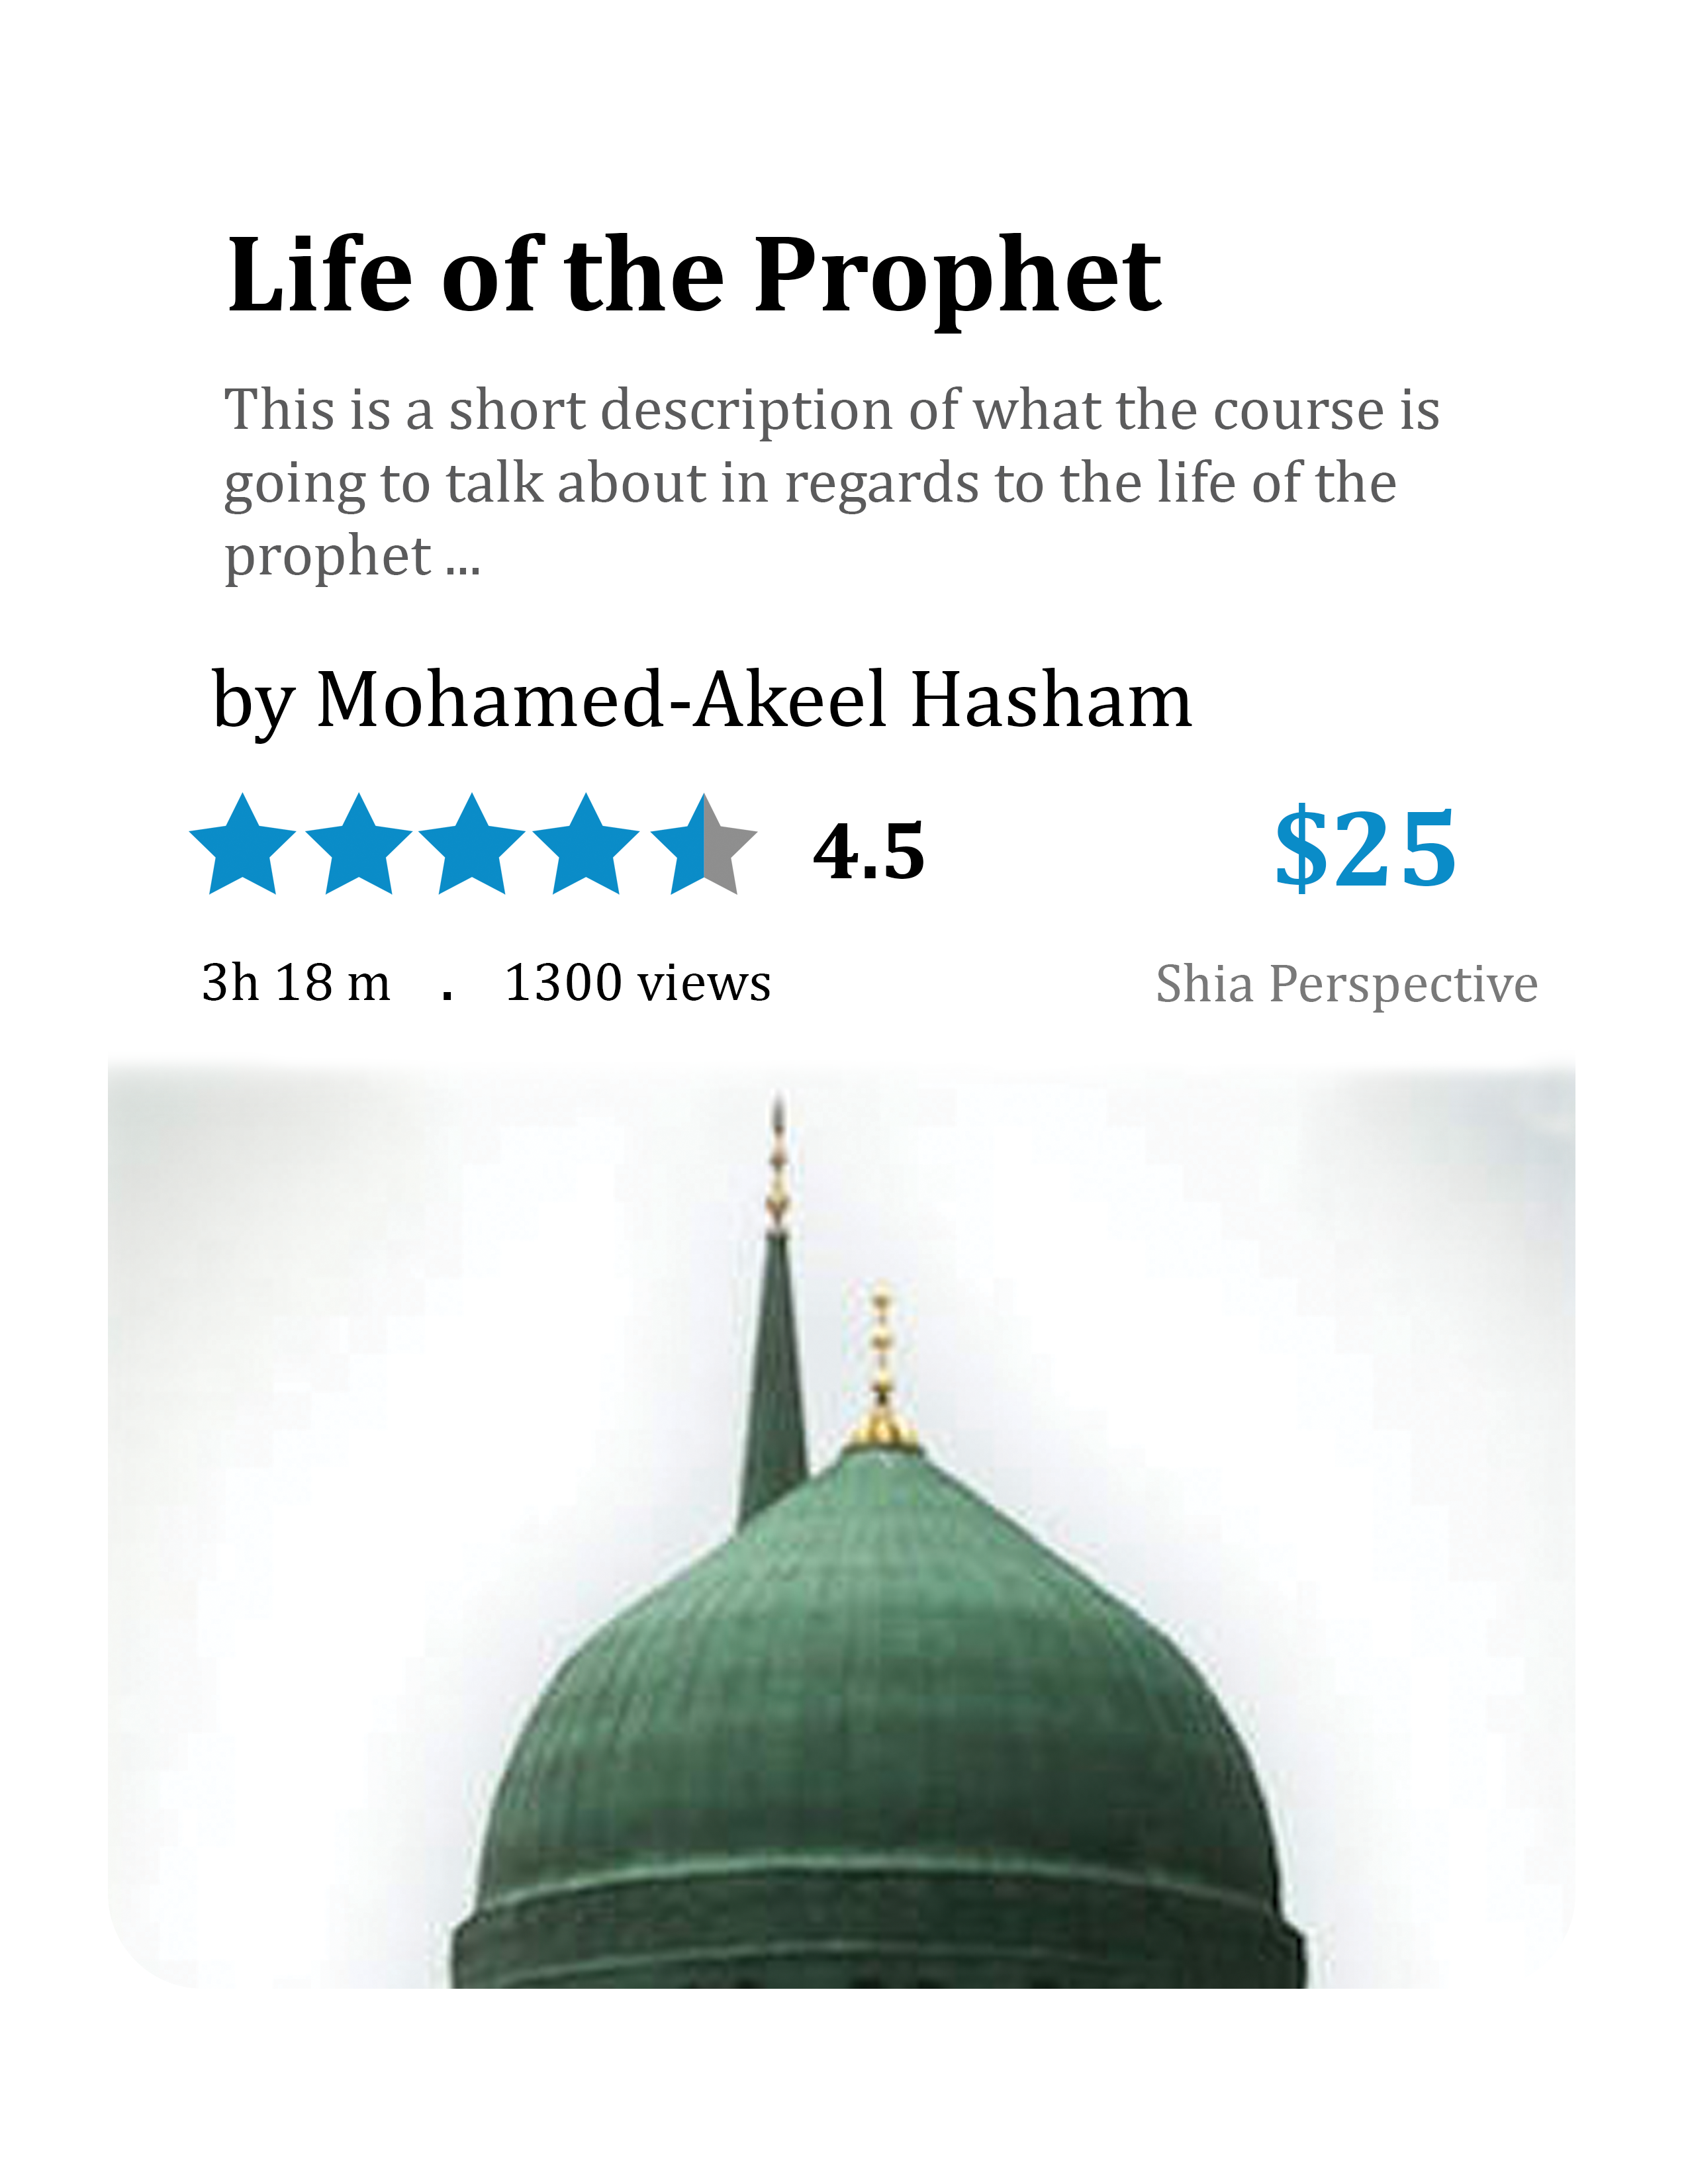 Life of the Prophet
This is a short description of what the course is
going to talk about in regards to the life of the
prophet ...
by Mohamed-Akeel Hasham
4.5 $25
3h 18 m . 1300 views Shia Perspective